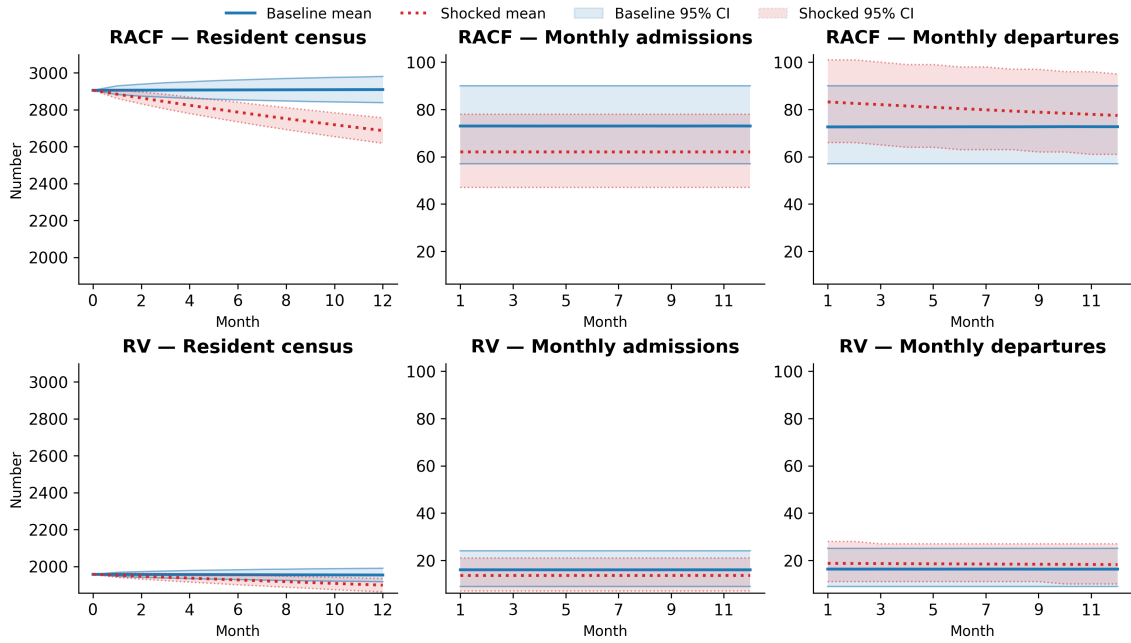 Baseline mean Shocked mean Baseline 95% CI Shocked 95% CI
RACF — Resident census
3000
2800
2600
2400
2200
2000
Number
0 2 4 6 8 10 12
Month
RACF — Monthly admissions
100
80
60
40
20
1 3 5 7 9 11
Month
RACF — Monthly departures
100
80
60
40
20
1 3 5 7 9 11
Month
RV — Resident census
3000
2800
2600
2400
2200
2000
Number
0 2 4 6 8 10 12
Month
RV — Monthly admissions
100
80
60
40
20
1 3 5 7 9 11
Month
RV — Monthly departures
100
80
60
40
20
1 3 5 7 9 11
Month